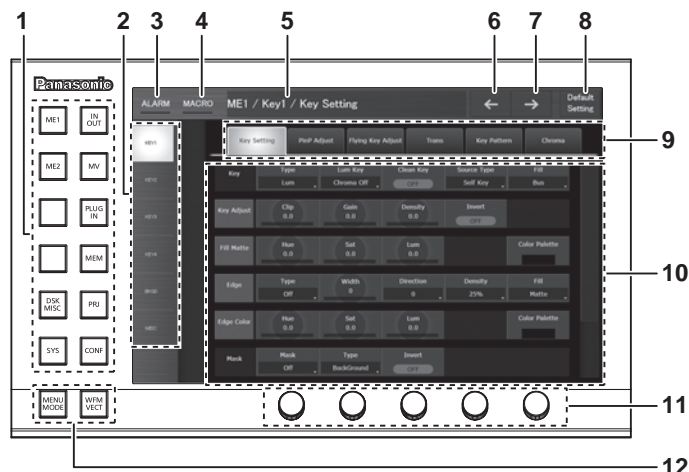 1 2 3 4 5 6 7 8
Panasonic
ME1
IN OUT
ME2
MV
PLUG IN
MEM
DSK MISC
PRJ
SYS
CONF
MENU MODE
WFM VECT
ALARM MACRO ME1 / Key1 / Key Setting ← → Default Setting
KEY1
KEY2
KEY3
KEY4
BKGD
Key Setting PinP Adjust Flying Key Adjust Trans Key Pattern Chroma
9
Key Type Lum Lum Key Chroma Off Clean Key OFF Source Type Self Key Fill Bus
Key Adjust Clip 0.0 Gain 0.0 Density 0.0 Invert OFF
Fill Matte Hue 0.0 Sat 0.0 Lum 0.0 Color Palette
10
Edge Type Off Width 0 Direction 0 Density 25% Fill Matte
Edge Color Hue 0.0 Sat 0.0 Lum 0.0 Color Palette
Mask Mask Off Type BackGround Invert OFF
11
12